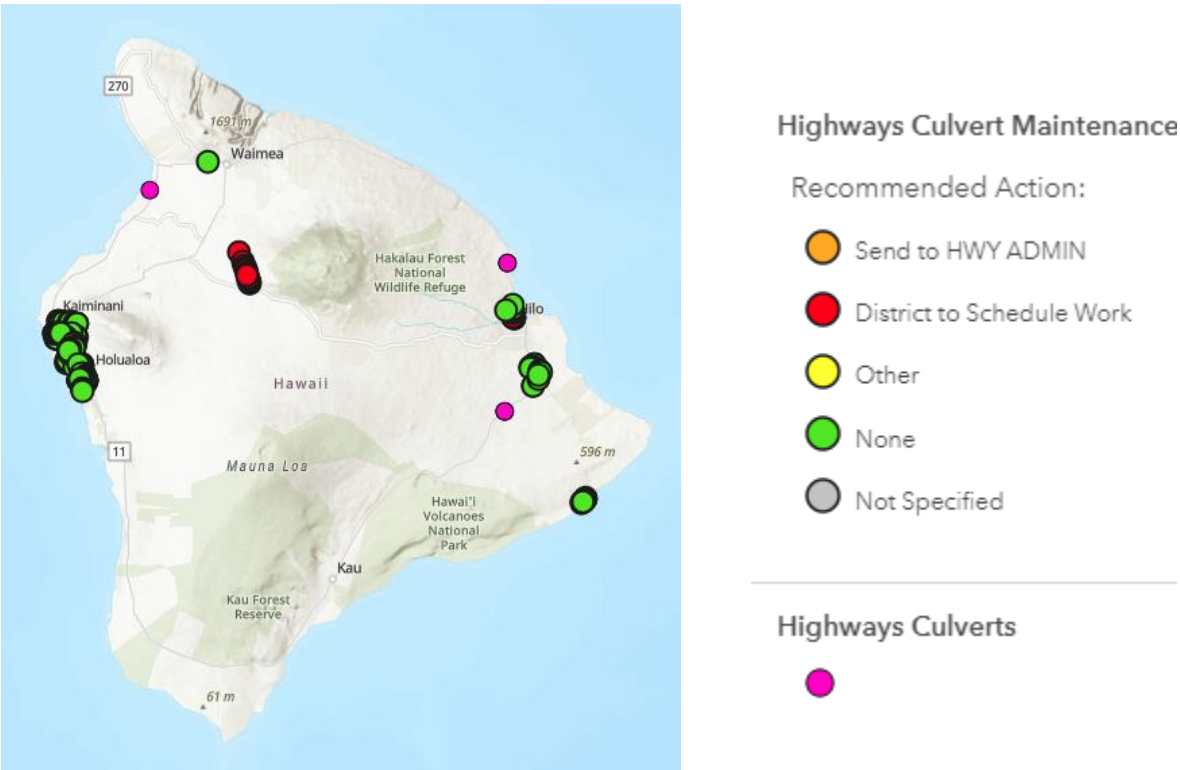 270
1691 m
Waimea
Hakalau Forest
National
Wildlife Refuge
Kaiminani
Holualoa
Hawaii
11
Mauna Loa
596 m
Hawai'i
Volcanoes
National
Park
Kau
Kau Forest
Reserve
61 m
Highways Culvert Maintenance
Recommended Action:
Send to HWY ADMIN
District to Schedule Work
Other
None
Not Specified
Highways Culverts